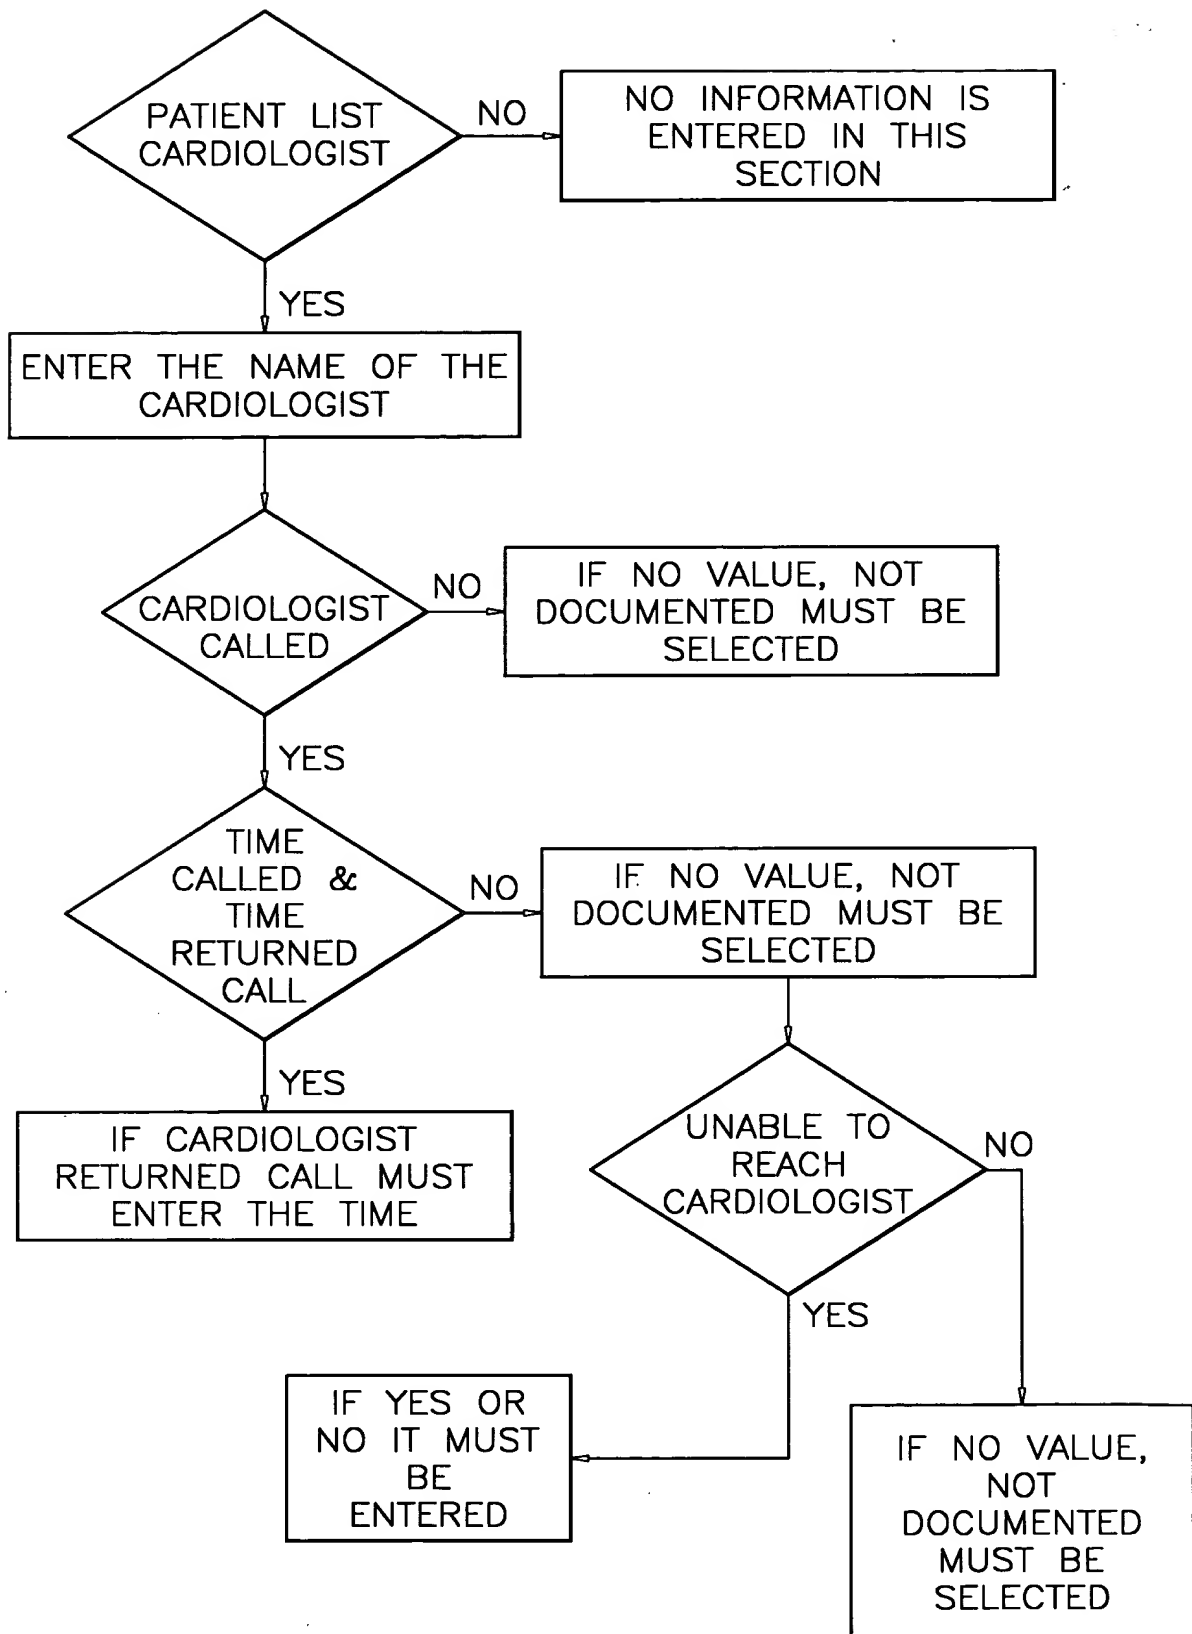 PATIENT LIST
CARDIOLOGIST
NO
NO INFORMATION IS
ENTERED IN THIS
SECTION
YES
ENTER THE NAME OF THE
CARDIOLOGIST
CARDIOLOGIST
CALLED
NO
IF NO VALUE, NOT
DOCUMENTED MUST BE
SELECTED
YES
TIME
CALLED &
TIME
RETURNED
CALL
NO
IF NO VALUE, NOT
DOCUMENTED MUST BE
SELECTED
YES
IF CARDIOLOGIST
RETURNED CALL MUST
ENTER THE TIME
UNABLE TO
REACH
CARDIOLOGIST
NO
YES
IF YES OR
NO IT MUST
BE
ENTERED
IF NO VALUE,
NOT
DOCUMENTED
MUST BE
SELECTED